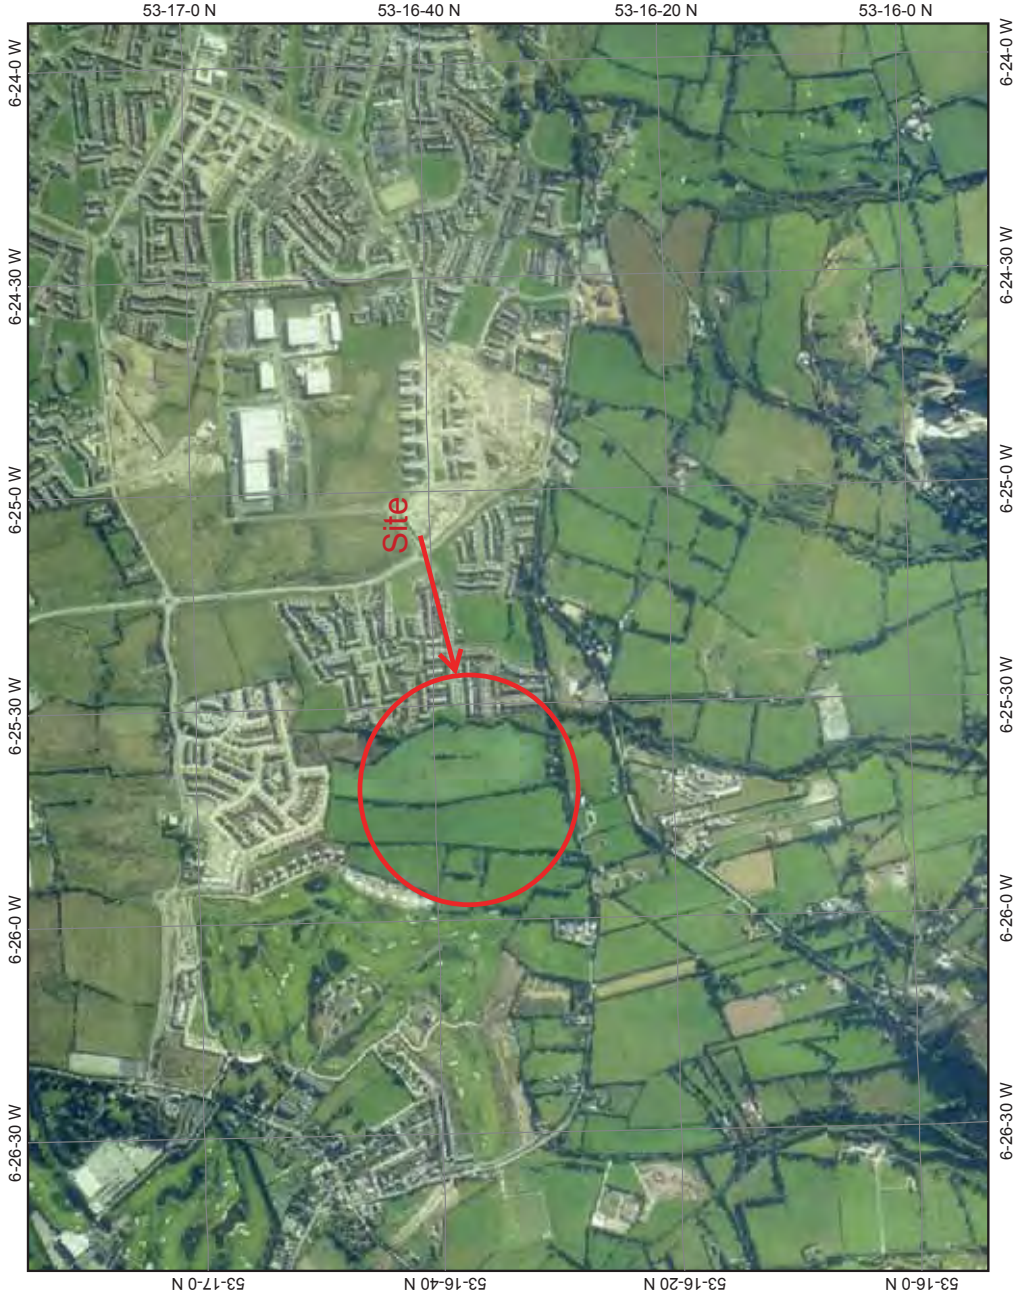 53-17-0 N
53-16-40 N
53-16-20 N
53-16-0 N
6-24-0 W
6-24-30 W
6-25-0 W
6-25-30 W
6-26-0 W
6-26-30 W
Site
6-24-0 W
6-24-30 W
6-25-0 W
6-25-30 W
6-26-0 W
6-26-30 W
53-17-0 N
53-16-40 N
53-16-20 N
53-16-0 N